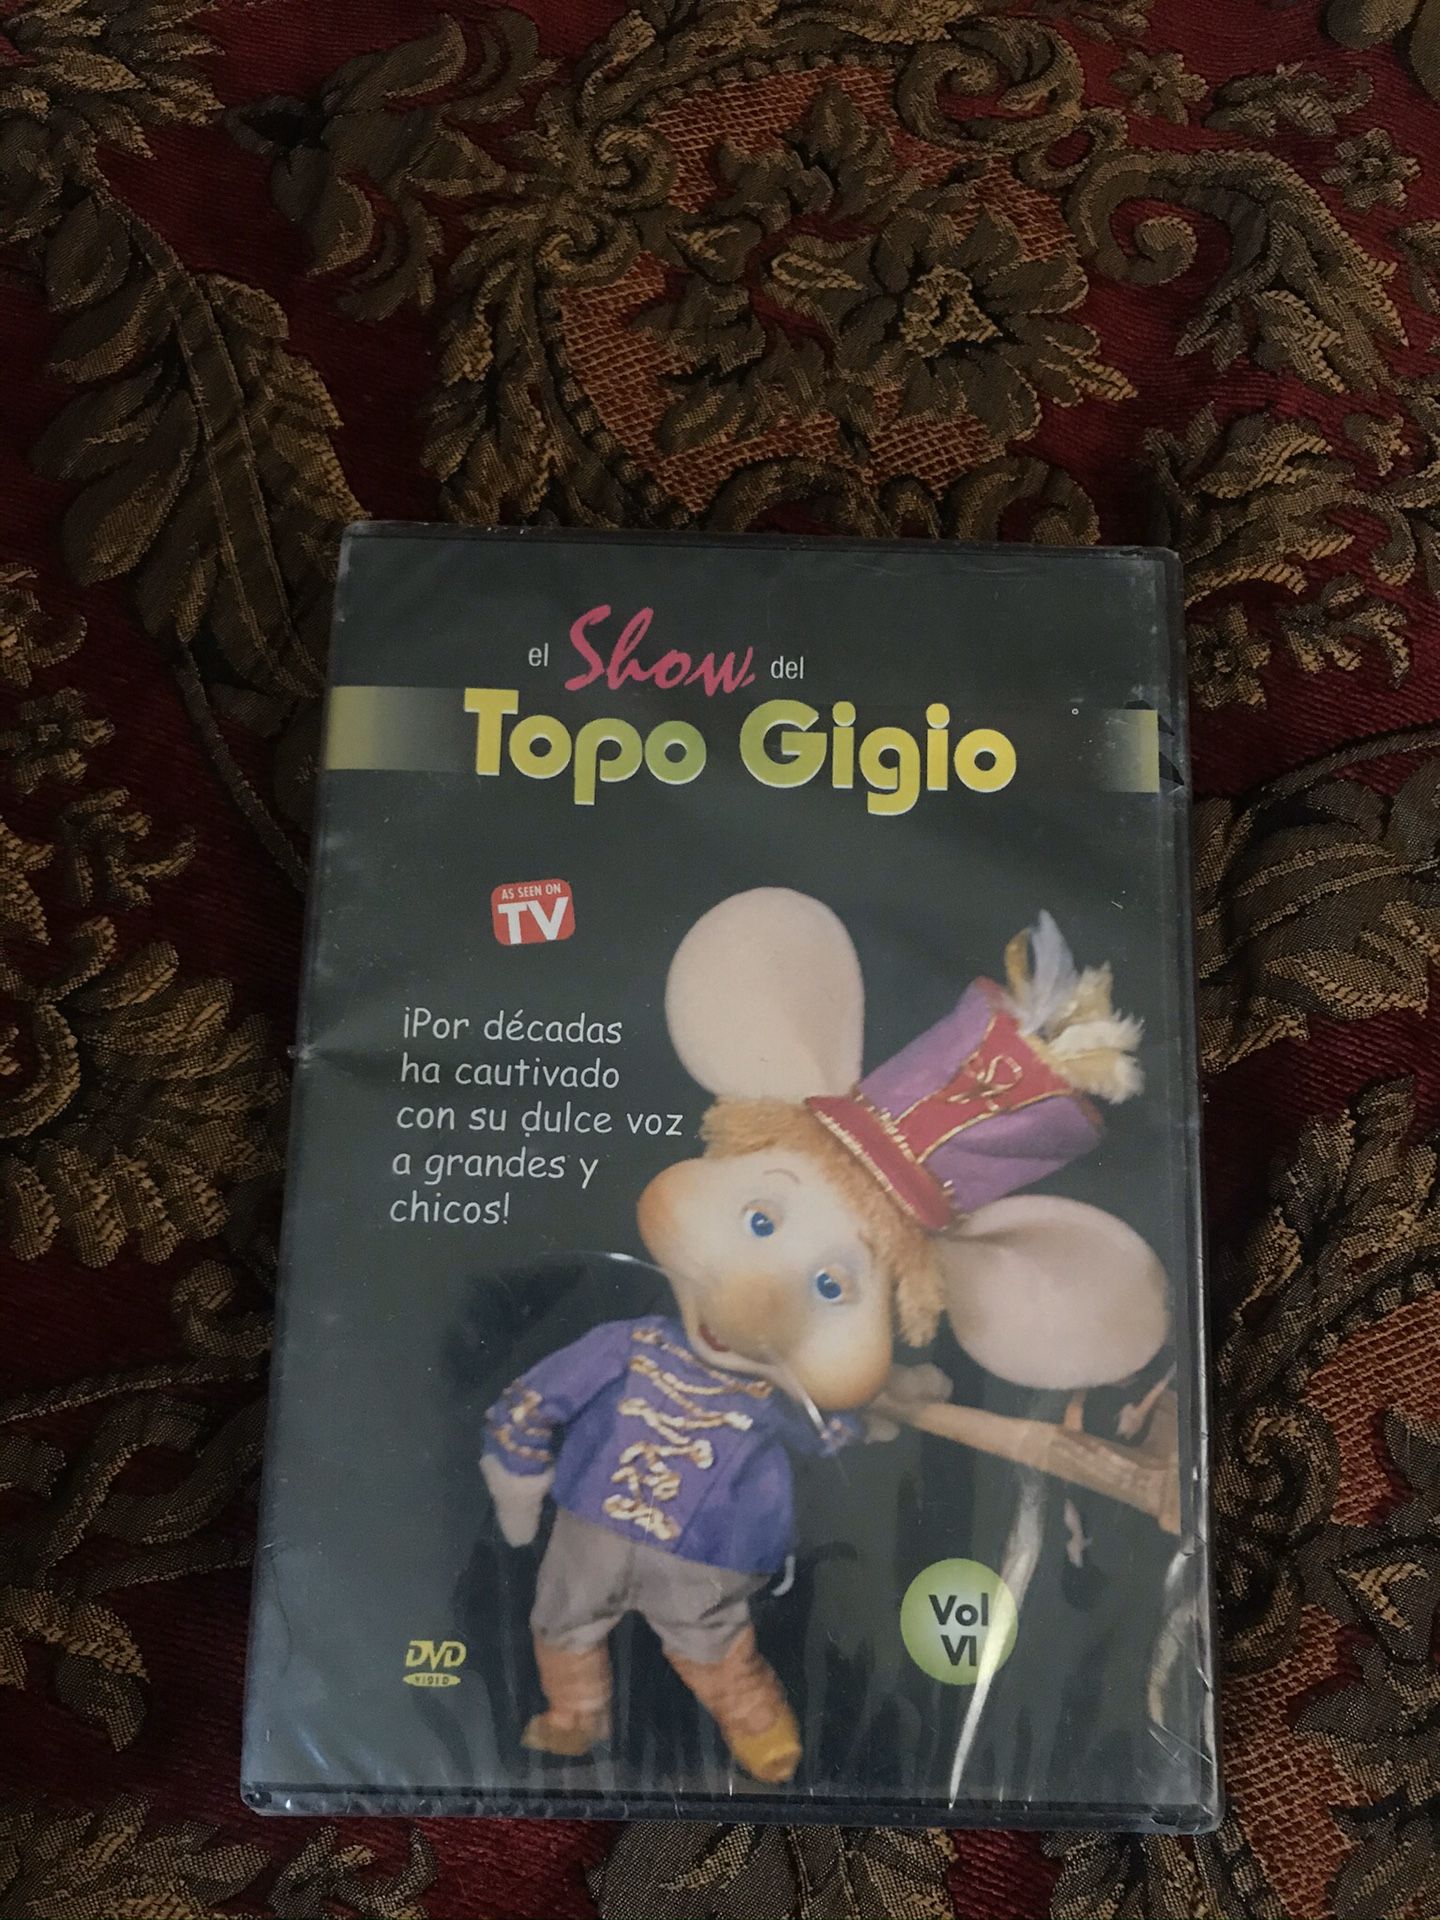 el Show del
Topo Gigio
AS SEEN ON
TV
¡Por décadas
ha cautivado
con su dulce voz
a grandes y
chicos!
Vol
VI
DVD
VIDEO